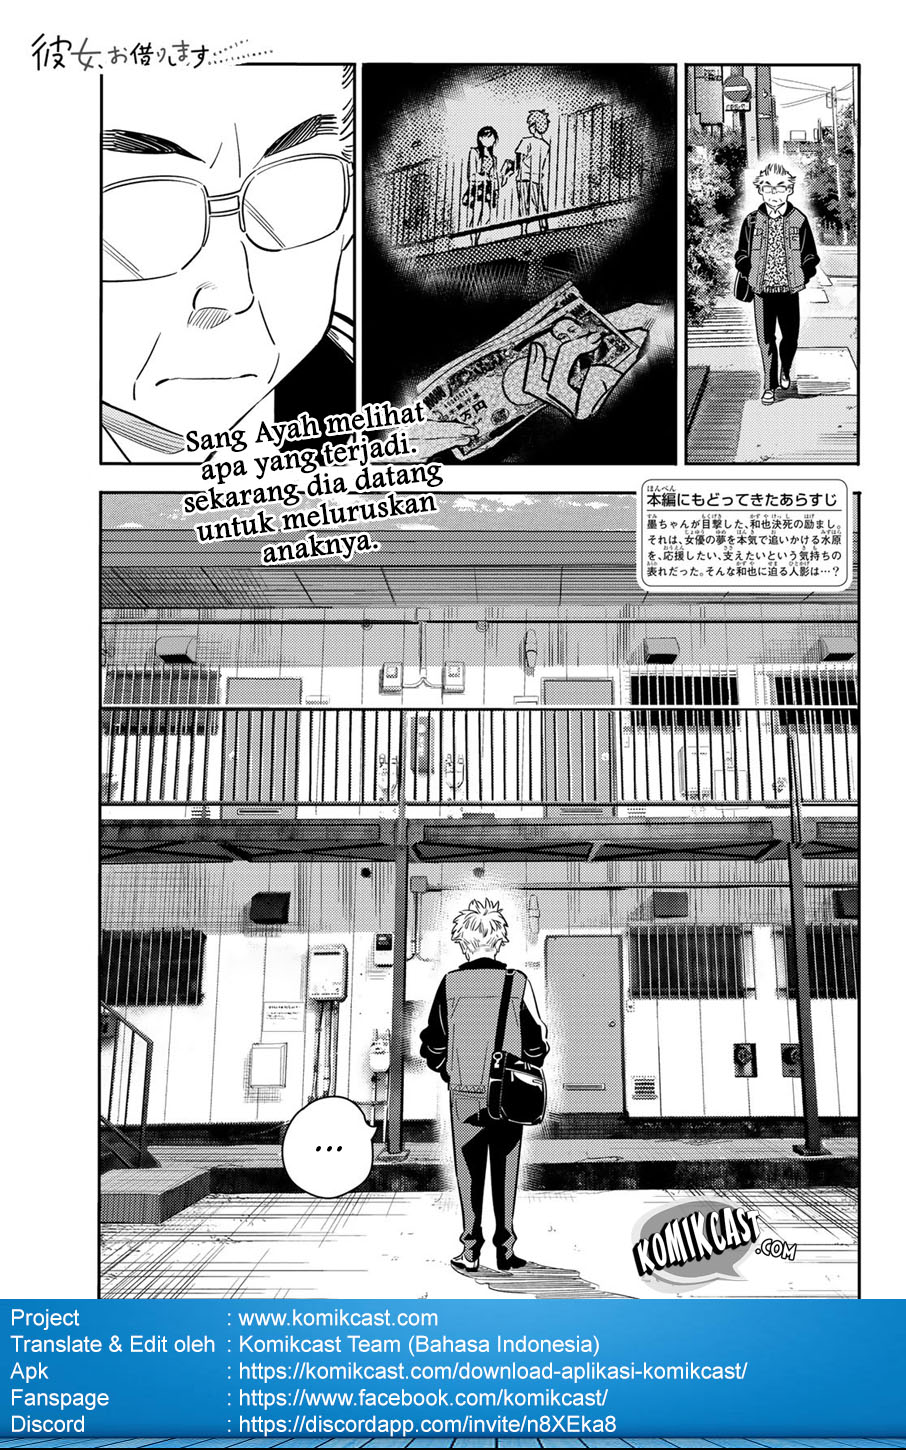 彼女、お借りします
Sang Ayah melihat
apa yang terjadi.
sekarang dia datang
untuk meluruskan
anaknya.
本編にもどってきたあらすじ
墨ちゃんが目撃した、和也決死の励まし。
それは、女優の夢を本気で追いかける水原
を、応援したい、支えたいという気持ちの
表れだった。そんな和也に迫る人影は…?
...
KOMIKCAST
.COM
Project : www.komikcast.com
Translate & Edit oleh : Komikcast Team (Bahasa Indonesia)
Apk : https://komikcast.com/download-aplikasi-komikcast/
Fanspage : https://www.facebook.com/komikcast/
Discord : https://discordapp.com/invite/n8XEka8